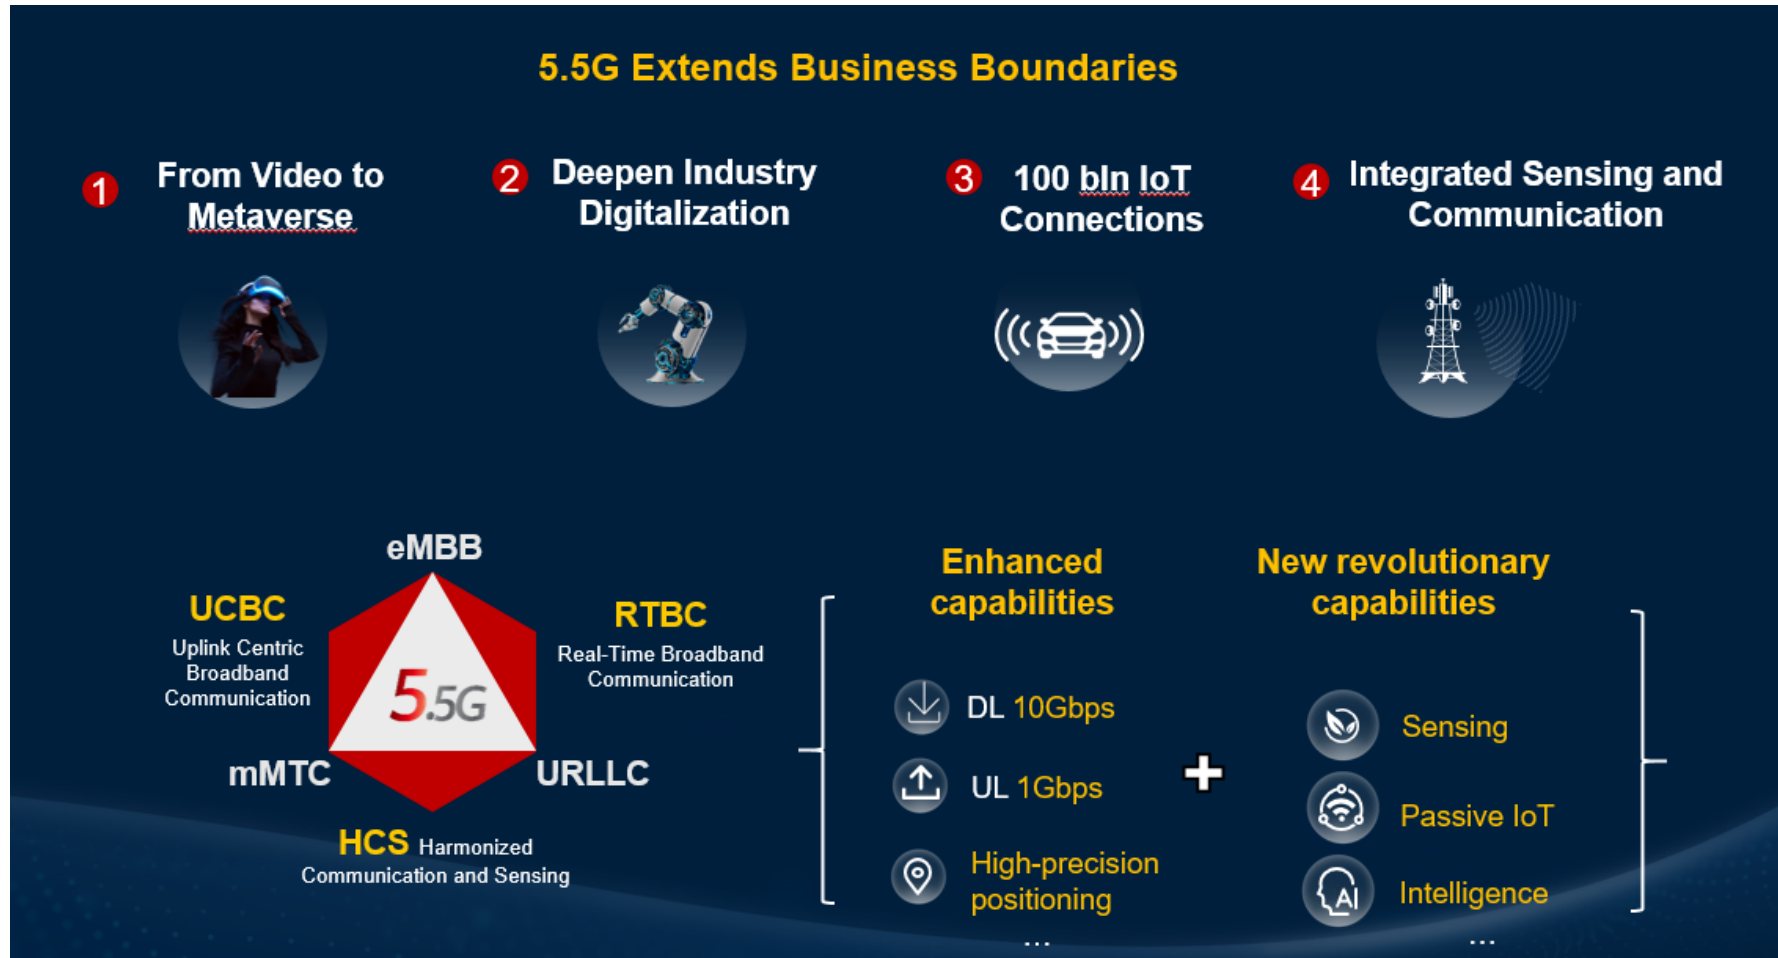 5.5G Extends Business Boundaries
1
From Video to
Metaverse
2
Deepen Industry
Digitalization
3
100 bln IoT
Connections
4
Integrated Sensing and
Communication
eMBB
UCBC
Uplink Centric
Broadband
Communication
RTBC
Real-Time Broadband
Communication
5.5G
mMTC
URLLC
HCS Harmonized
Communication and Sensing
Enhanced
capabilities
DL 10Gbps
UL 1Gbps
High-precision
positioning
...
New revolutionary
capabilities
Sensing
Passive IoT
AI
Intelligence
...